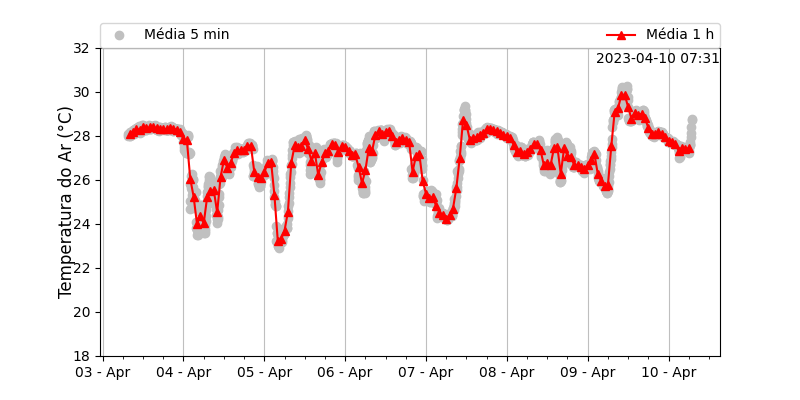 Média 5 min
Média 1 h
2023-04-10 07:31
Temperatura do Ar (°C)
32
30
28
26
24
22
20
18
03 - Apr
04 - Apr
05 - Apr
06 - Apr
07 - Apr
08 - Apr
09 - Apr
10 - Apr